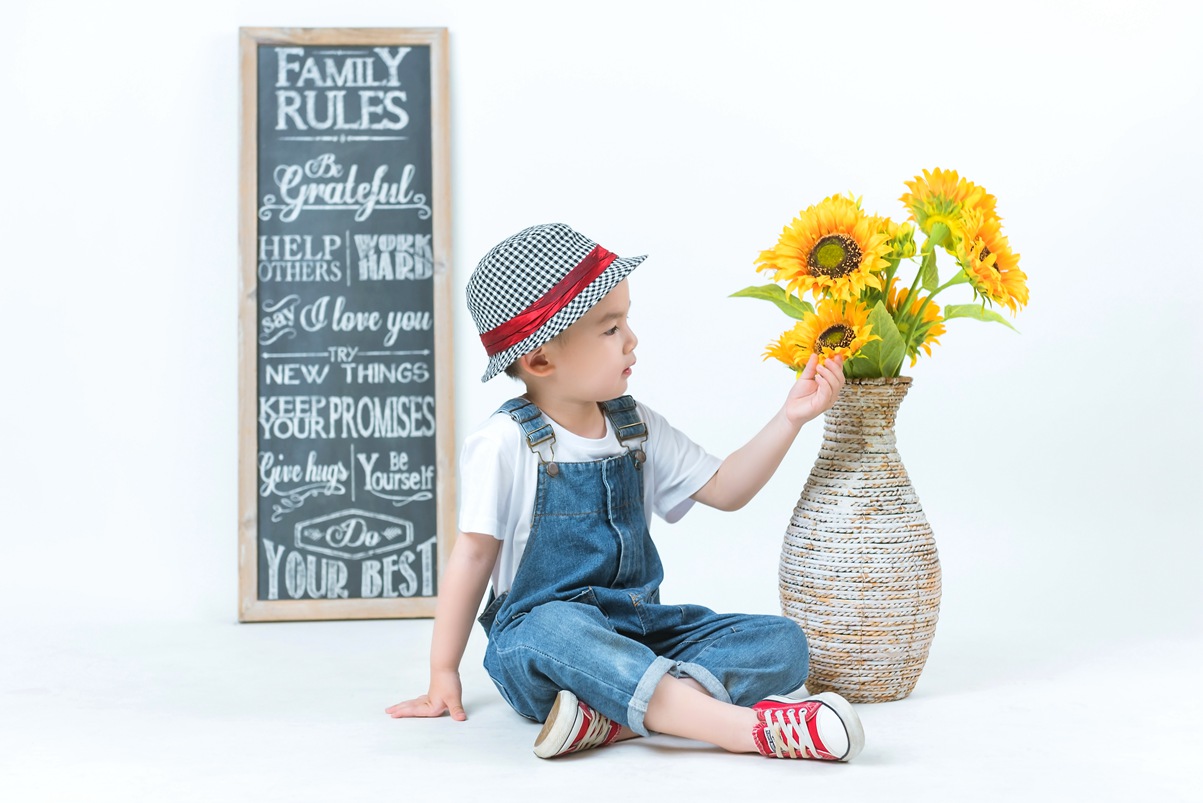 FAMILY
RULES
Be
Grateful
HELP OTHERS | WORK HARD
say I love you
TRY
NEW THINGS
KEEP YOUR PROMISES
Give hugs | Be Yourself
Do
YOUR BEST